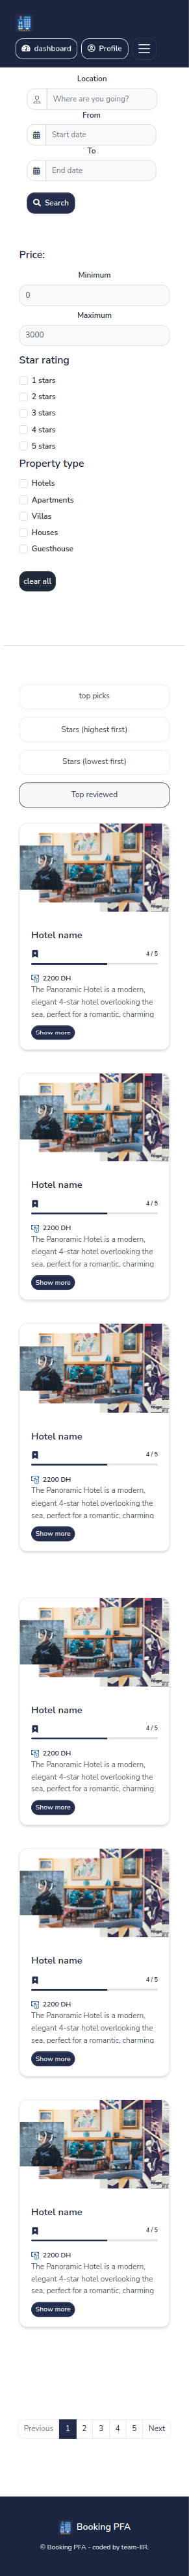 dashboard Profile
Location
Where are you going?
From
Start date
To
End date
Search
Price:
Minimum
0
Maximum
3000
Star rating
1 stars
2 stars
3 stars
4 stars
5 stars
Property type
Hotels
Apartments
Villas
Houses
Guesthouse
clear all
top picks
Stars (highest first)
Stars (lowest first)
Top reviewed
Hotel name
4 / 5
2200 DH
The Panoramic Hotel is a modern,
elegant 4-star hotel overlooking the
sea, perfect for a romantic, charming
Show more
Hotel name
4 / 5
2200 DH
The Panoramic Hotel is a modern,
elegant 4-star hotel overlooking the
sea, perfect for a romantic, charming
Show more
Hotel name
4 / 5
2200 DH
The Panoramic Hotel is a modern,
elegant 4-star hotel overlooking the
sea, perfect for a romantic, charming
Show more
Hotel name
4 / 5
2200 DH
The Panoramic Hotel is a modern,
elegant 4-star hotel overlooking the
sea, perfect for a romantic, charming
Show more
Hotel name
4 / 5
2200 DH
The Panoramic Hotel is a modern,
elegant 4-star hotel overlooking the
sea, perfect for a romantic, charming
Show more
Hotel name
4 / 5
2200 DH
The Panoramic Hotel is a modern,
elegant 4-star hotel overlooking the
sea, perfect for a romantic, charming
Show more
Previous 1 2 3 4 5 Next
Booking PFA
© Booking PFA - coded by team-IIR.